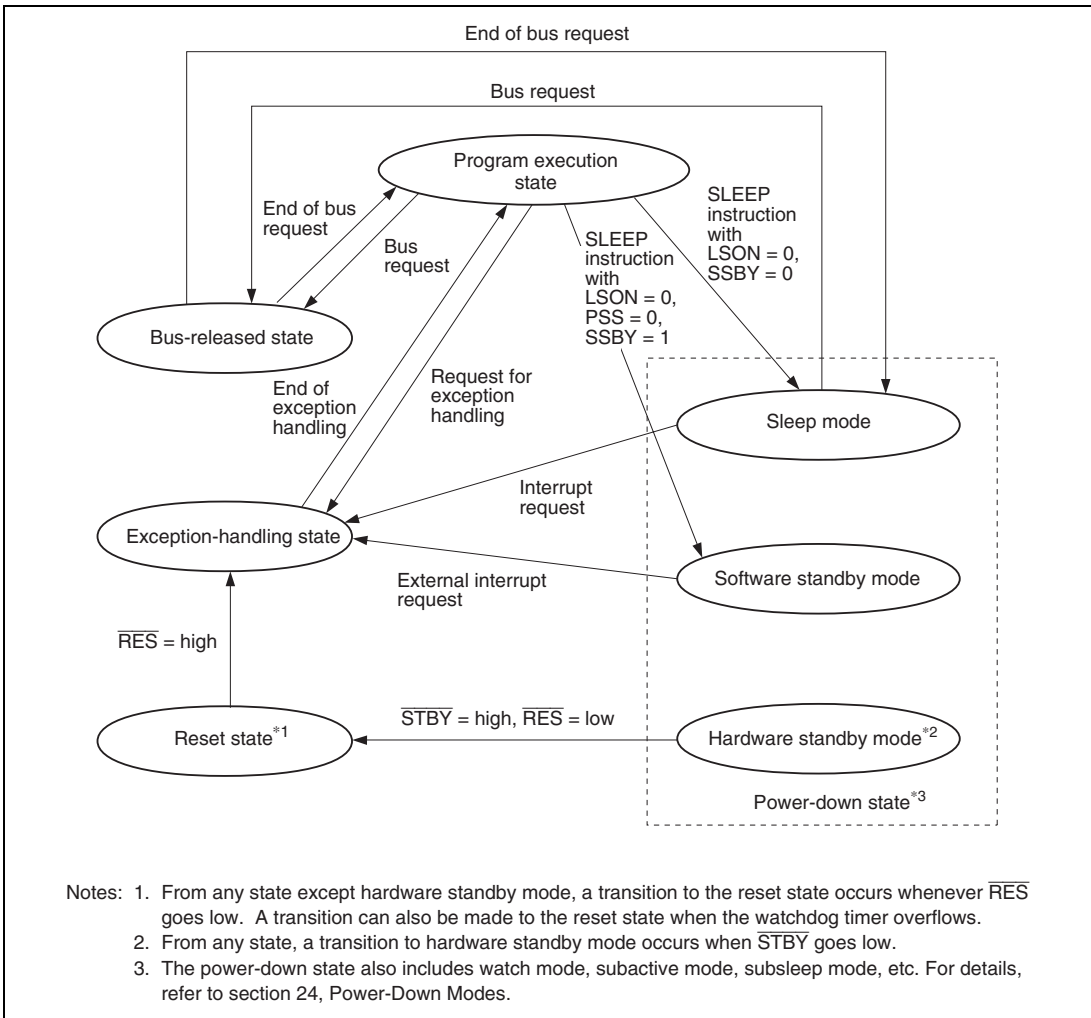 End of bus request
Bus request
Program execution
state
End of bus
request
Bus
request
SLEEP
instruction
with
LSON = 0,
PSS = 0,
SSBY = 1
SLEEP
instruction
with
LSON = 0,
SSBY = 0
Bus-released state
End of
exception
handling
Request for
exception
handling
Sleep mode
Interrupt
request
Exception-handling state
External interrupt
request
Software standby mode
R̅E̅S̅ = high
S̅T̅B̅Y̅ = high, R̅E̅S̅ = low
Reset state*1
Hardware standby mode*2
Power-down state*3
Notes: 1. From any state except hardware standby mode, a transition to the reset state occurs whenever R̅E̅S̅
goes low. A transition can also be made to the reset state when the watchdog timer overflows.
2. From any state, a transition to hardware standby mode occurs when S̅T̅B̅Y̅ goes low.
3. The power-down state also includes watch mode, subactive mode, subsleep mode, etc. For details,
refer to section 24, Power-Down Modes.